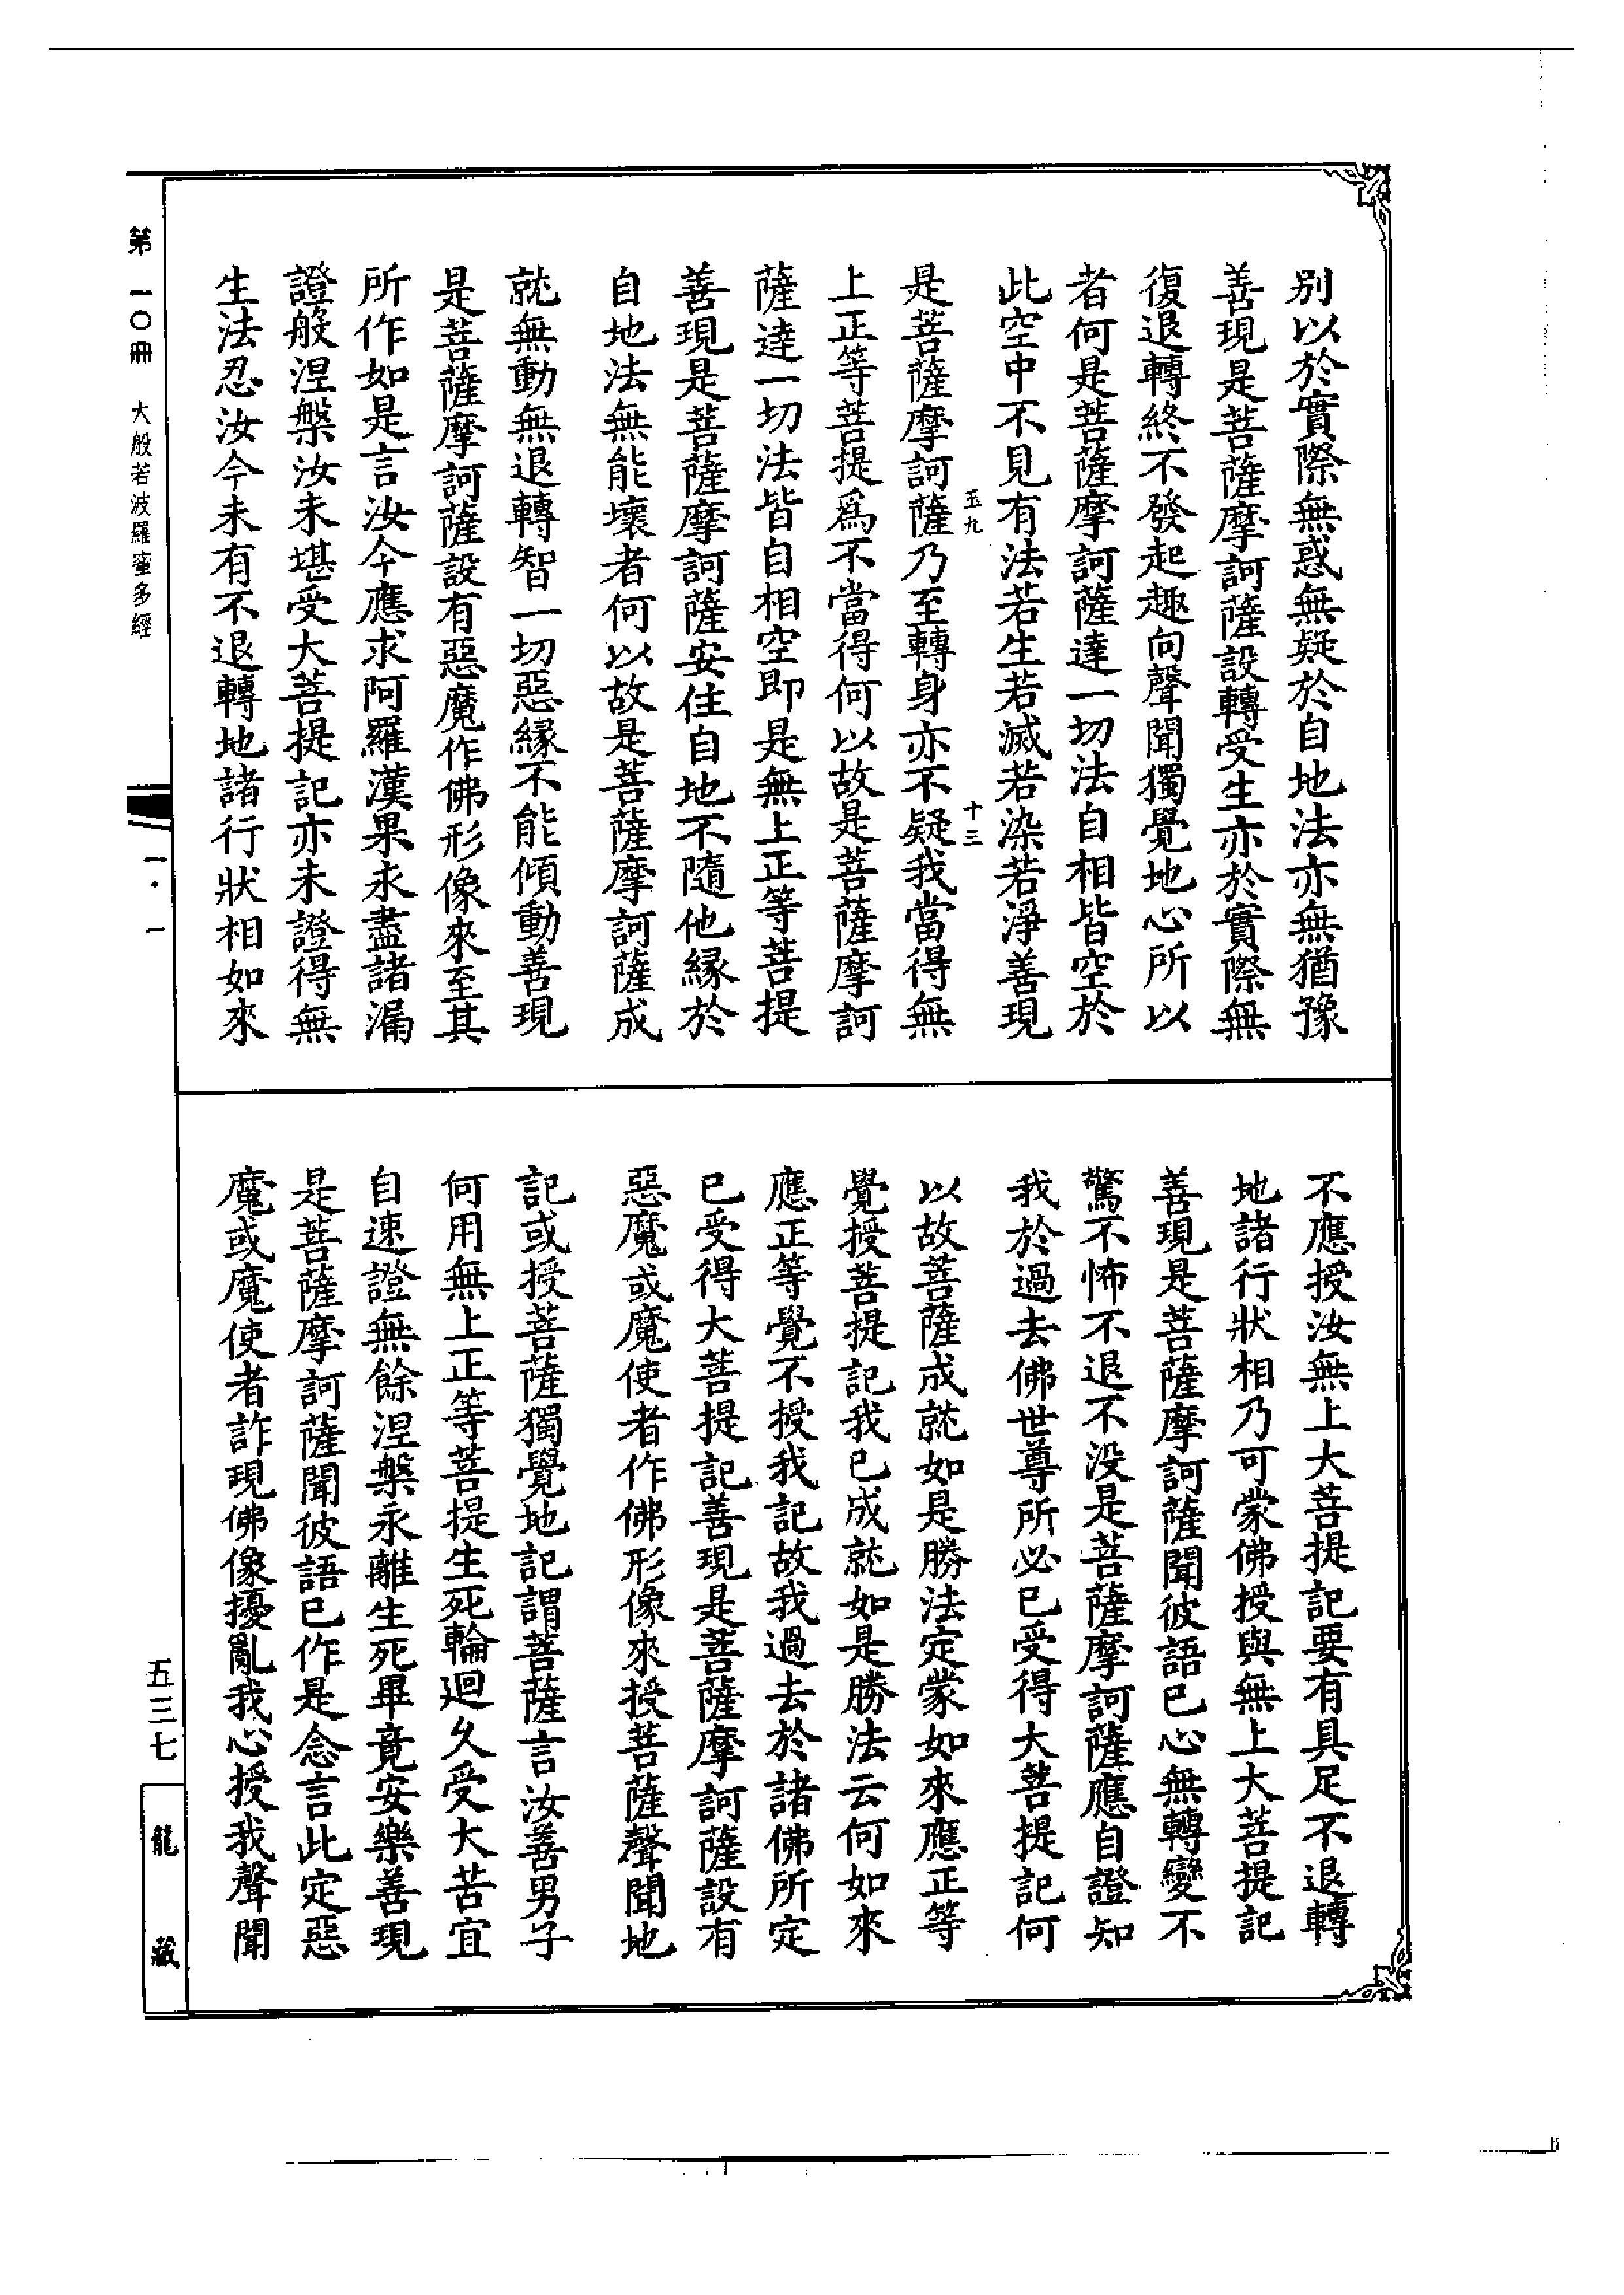 别以於實際無惑無疑於自地法亦無猶豫
善現是菩薩摩訶薩設轉受生亦於實際無
復退轉終不發起趣向聲聞獨覺地心所以
者何是菩薩摩訶薩達一切法自相皆空於
此空中不見有法若生若滅若染若淨善現
五九 十三
是菩薩摩訶薩乃至轉身亦不疑我當得無
上正等菩提爲不當得何以故是菩薩摩訶
薩達一切法皆自相空即是無上正等菩提
善現是菩薩摩訶薩安住自地不隨他緣於
自地法無能壞者何以故是菩薩摩訶薩成
就無動無退轉智一切惡緣不能傾動善現
是菩薩摩訶薩設有惡魔作佛形像來至其
所作如是言汝今應求阿羅漢果永盡諸漏
證般涅槃汝未堪受大菩提記亦未證得無
生法忍汝今未有不退轉地諸行狀相如來
不應授汝無上大菩提記要有具足不退轉
地諸行狀相乃可蒙佛授與無上大菩提記
善現是菩薩摩訶薩聞彼語已心無轉變不
驚不怖不退不没是菩薩摩訶薩應自證知
我於過去佛世尊所必已受得大菩提記何
以故菩薩成就如是勝法定蒙如來應正等
覺授菩提記我已成就如是勝法云何如來
應正等覺不授我記故我過去於諸佛所定
已受得大菩提記善現是菩薩摩訶薩設有
惡魔或魔使者作佛形像來授菩薩聲聞地
記或授菩薩獨覺地記謂菩薩言汝善男子
何用無上正等菩提生死輪迴久受大苦宜
自速證無餘涅槃永離生死畢竟安樂善現
是菩薩摩訶薩聞彼語已作是念言此定惡
魔或魔使者詐現佛像擾亂我心授我聲聞
第一〇冊 大般若波羅蜜多經
一·一
五三七
龍藏